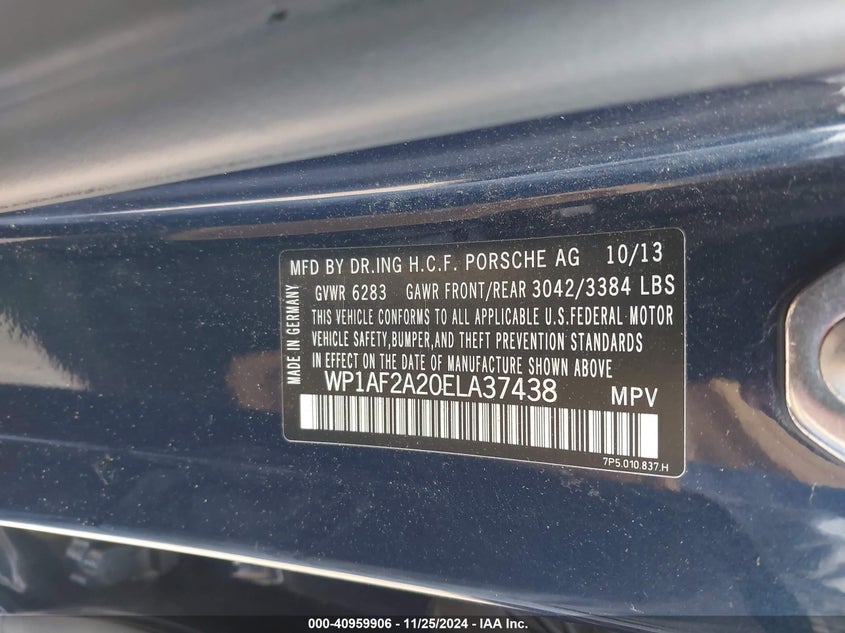 MFD BY DR.ING H.C.F. PORSCHE AG 10/13
GVWR 6283 GAWR FRONT/REAR 3042/3384 LBS
THIS VEHICLE CONFORMS TO ALL APPLICABLE U.S.FEDERAL MOTOR
VEHICLE SAFETY,BUMPER,AND THEFT PREVENTION STANDARDS
IN EFFECT ON THE DATE OF MANUFACTURE SHOWN ABOVE
WP1AF2A20ELA37438 MPV
7P5.010.837.H
MADE IN GERMANY
000-40959906 - 11/25/2024 - IAA Inc.